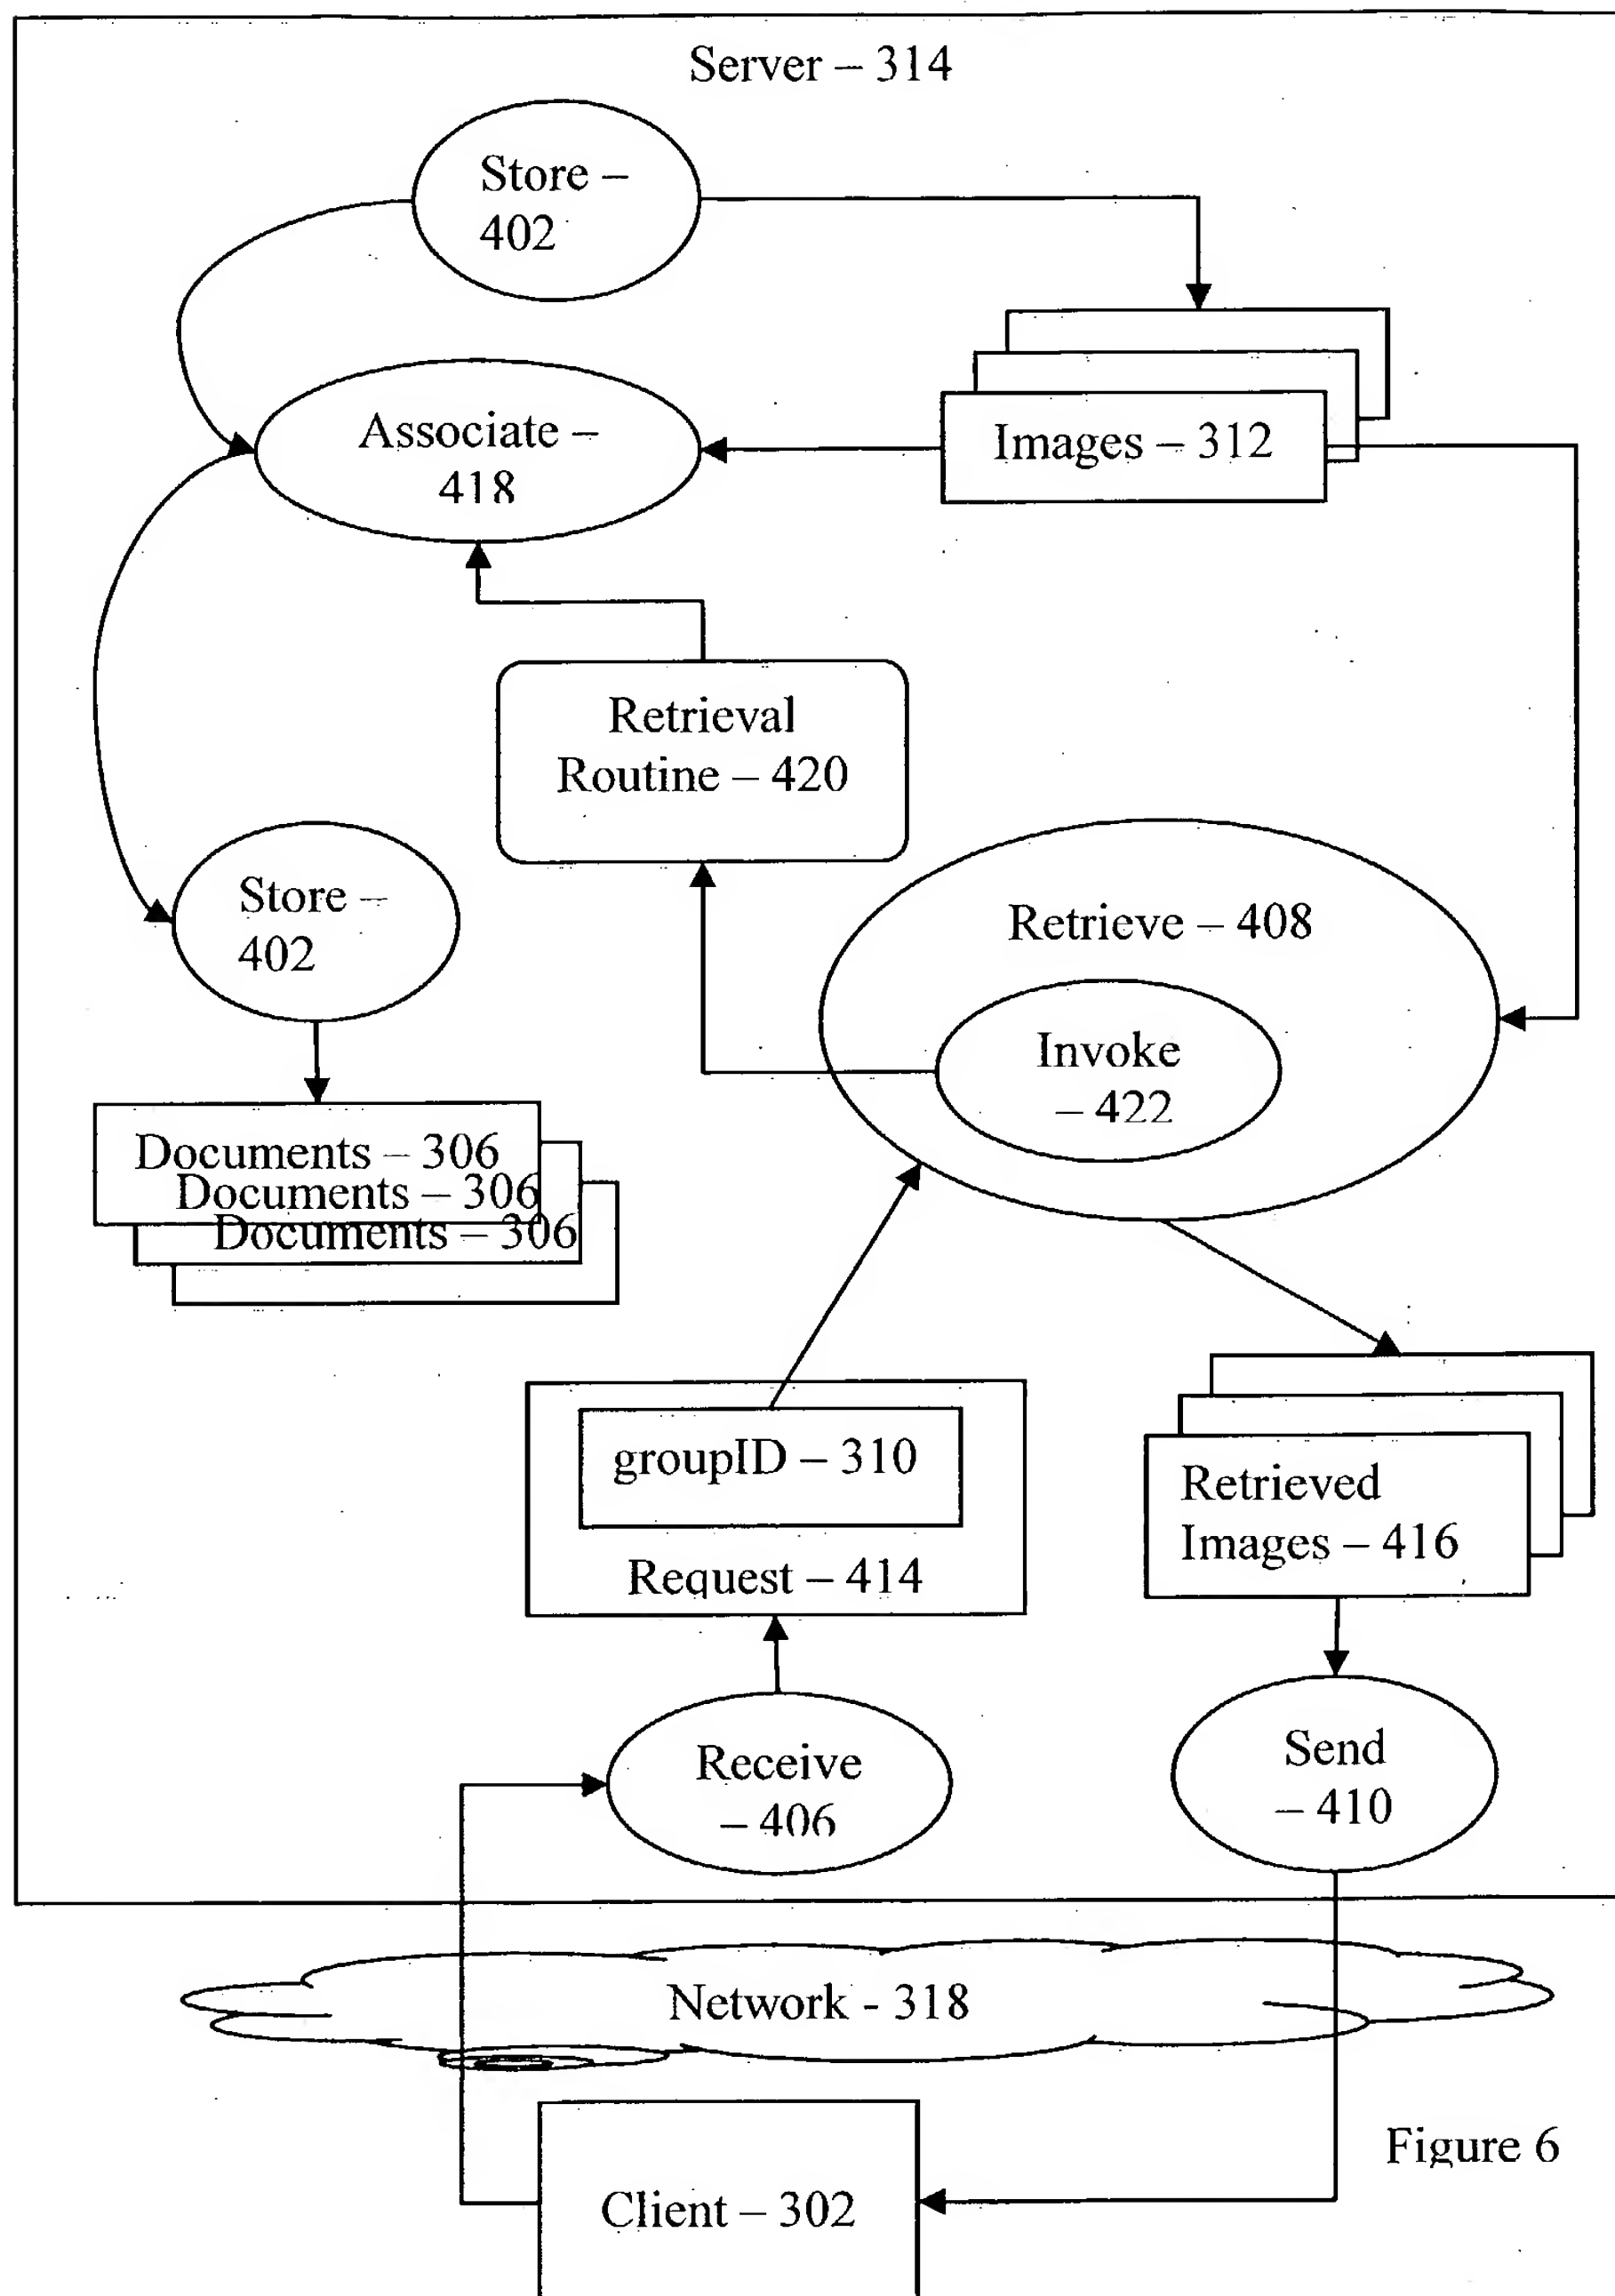 Server – 314
Store –
402
Associate –
418
Images – 312
Retrieval
Routine – 420
Store –
402
Retrieve – 408
Invoke
– 422
Documents – 306
Documents – 306
Documents – 306
groupID – 310
Request – 414
Retrieved
Images – 416
Receive
– 406
Send
– 410
Network - 318
Client – 302
Figure 6